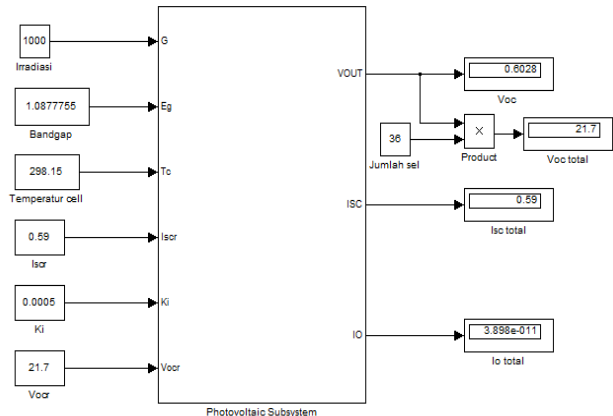 1000
Irradiasi
1.0877755
Bandgap
298.15
Temperatur cell
0.59
Iscr
0.0005
Ki
21.7
Vocr
G
Eg
Tc
Iscr
Ki
Vocr
VOUT
ISC
IO
Photovoltaic Subsystem
0.6028
Voc
36
Jumlah sel
×
Product
21.7
Voc total
0.59
Isc total
3.898e-011
Io total